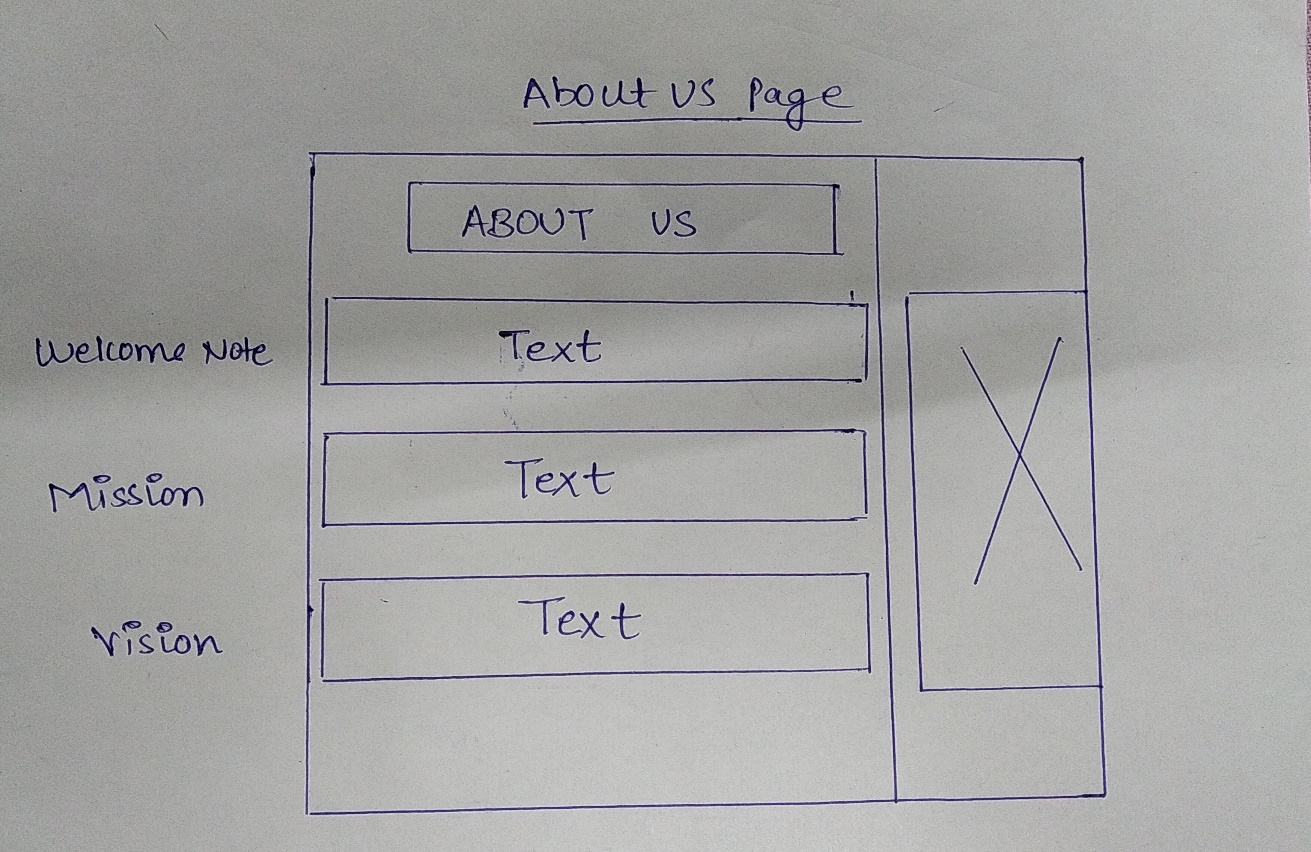 About US Page
ABOUT US
Welcome Note
Text
Mission
Text
Vision
Text